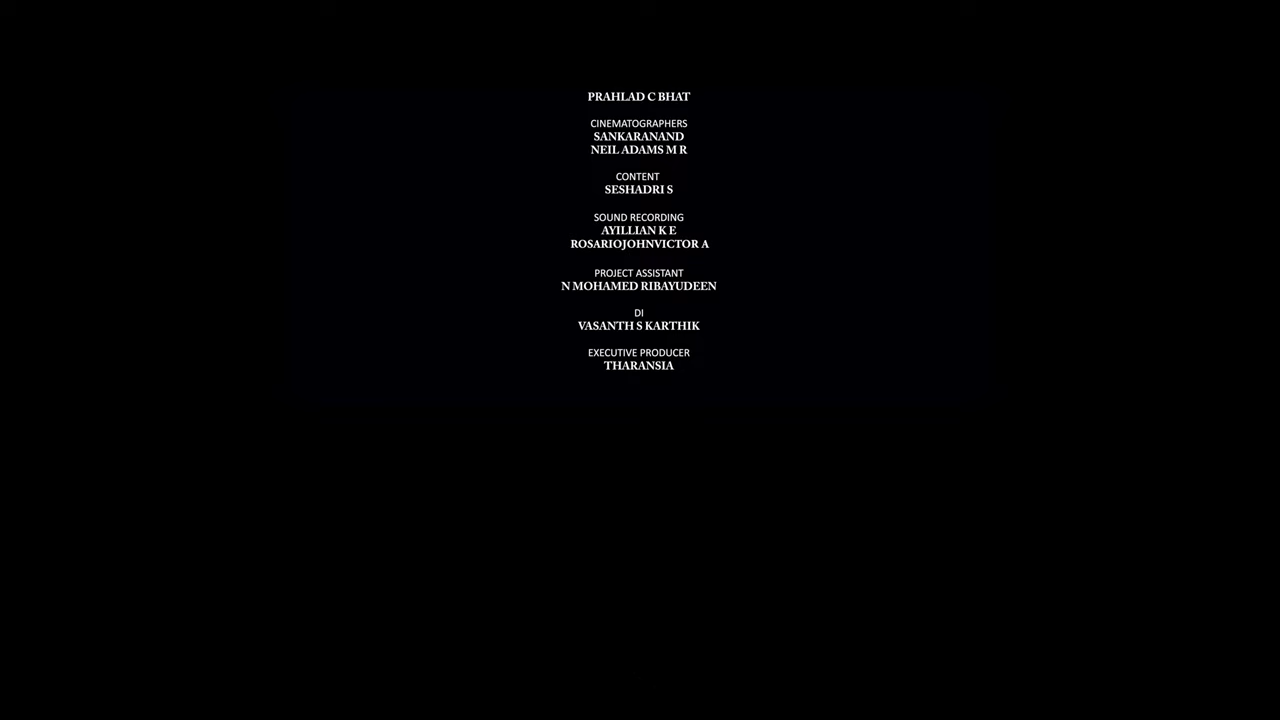 PRAHLAD C BHAT
CINEMATOGRAPHERS
SANKARANAND
NEIL ADAMS M R
CONTENT
SESHADRI S
SOUND RECORDING
AYILLIAN K E
ROSARIOJOHNVICTOR A
PROJECT ASSISTANT
N MOHAMED RIBAYUDEEN
DI
VASANTH S KARTHIK
EXECUTIVE PRODUCER
THARANSIA